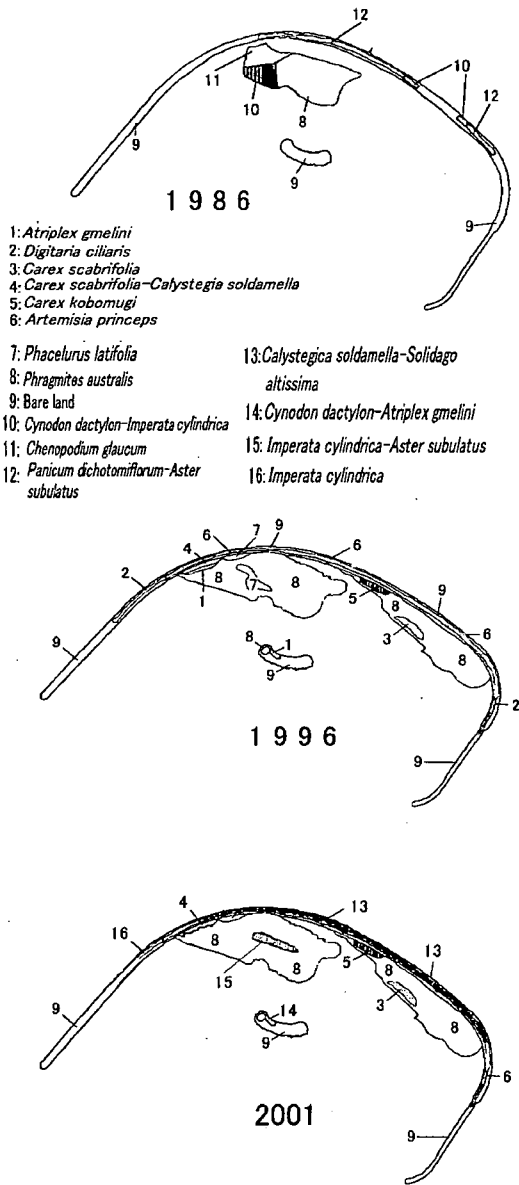 12
11
10
8
10
12
9
9
9
1986
1: Atriplex gmelini
2: Digitaria ciliaris
3: Carex scabrifolia
4: Carex scabrifolia-Calystegia soldamella
5: Carex kobomugi
6: Artemisia princeps
7: Phacelurus latifolia
8: Phragmites australis
9: Bare land
10: Cynodon dactylon-Imperata cylindrica
11: Chenopodium glaucum
12: Panicum dichotomiflorum-Aster
subulatus
13: Calystegica soldamella-Solidago
altissima
14: Cynodon dactylon-Atriplex gmelini
15: Imperata cylindrica-Aster subulatus
16: Imperata cylindrica
6 7 9
4 6
2
8 7 8
1 5 9
8
3 6
8 1 8
9 9
2
1996
9
4 13
16
8
5 13
15 8 8
3
14 8
9 9
6
2001
9